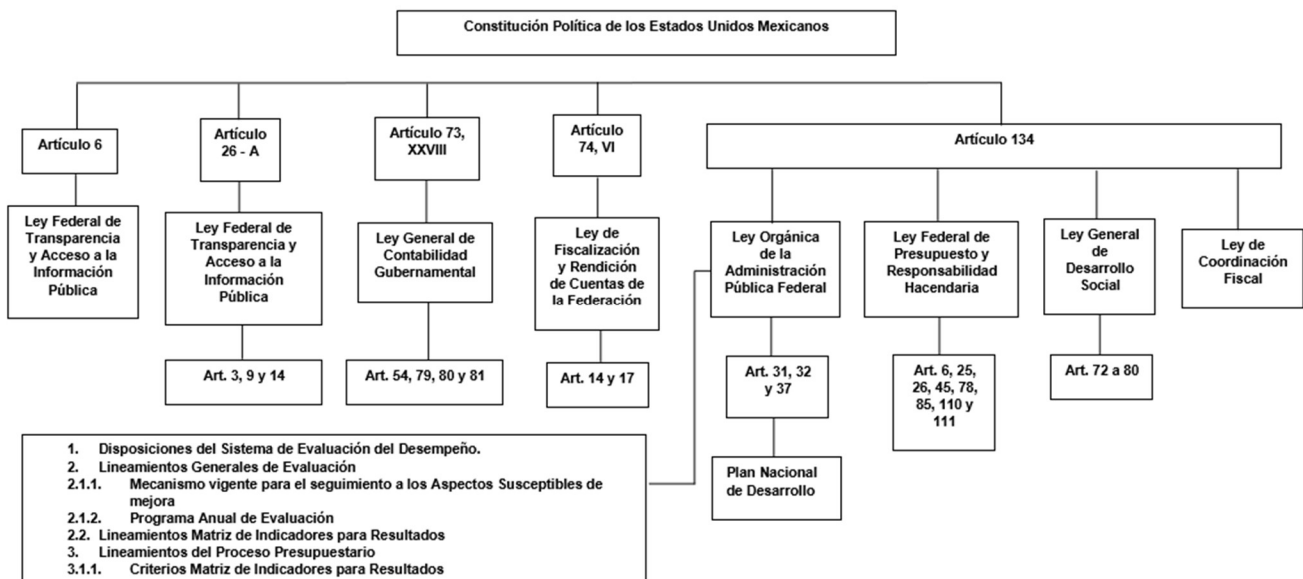 Constitución Política de los Estados Unidos Mexicanos
Artículo 6
Artículo
26 - A
Artículo 73,
XXVIII
Artículo
74, VI
Artículo 134
Ley Federal de
Transparencia y
Acceso a la
Información
Pública
Ley Federal de
Transparencia y
Acceso a la
Información
Pública
Ley General de
Contabilidad
Gubernamental
Ley de
Fiscalización
y Rendición
de Cuentas de
la Federación
Ley Orgánica
de la
Administración
Pública Federal
Ley Federal de
Presupuesto y
Responsabilidad
Hacendaria
Ley General
de
Desarrollo
Social
Ley de
Coordinación
Fiscal
Art. 3, 9 y 14
Art. 54, 79, 80 y 81
Art. 14 y 17
Art. 31, 32
y 37
Art. 6, 25,
26, 45, 78,
85, 110 y
111
Art. 72 a 80
1. Disposiciones del Sistema de Evaluación del Desempeño.
2. Lineamientos Generales de Evaluación
2.1.1. Mecanismo vigente para el seguimiento a los Aspectos Susceptibles de
mejora
2.1.2. Programa Anual de Evaluación
2.2. Lineamientos Matriz de Indicadores para Resultados
3. Lineamientos del Proceso Presupuestario
3.1.1. Criterios Matriz de Indicadores para Resultados
Plan Nacional
de Desarrollo